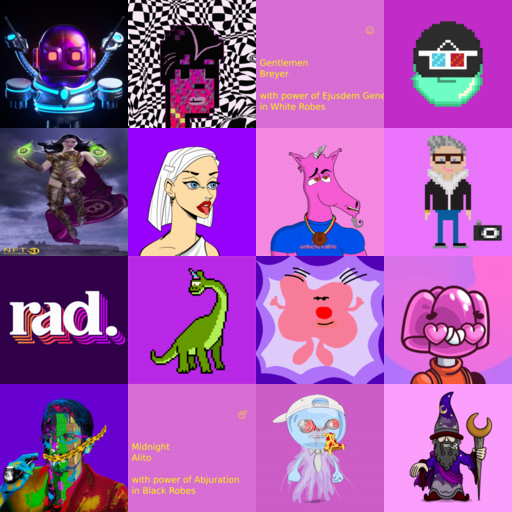 Gentlemen
Breyer
with power of Ejusdem Gene
in White Robes
unbelievable
rad.
Midnight
Alito
with power of Abjuration
in Black Robes